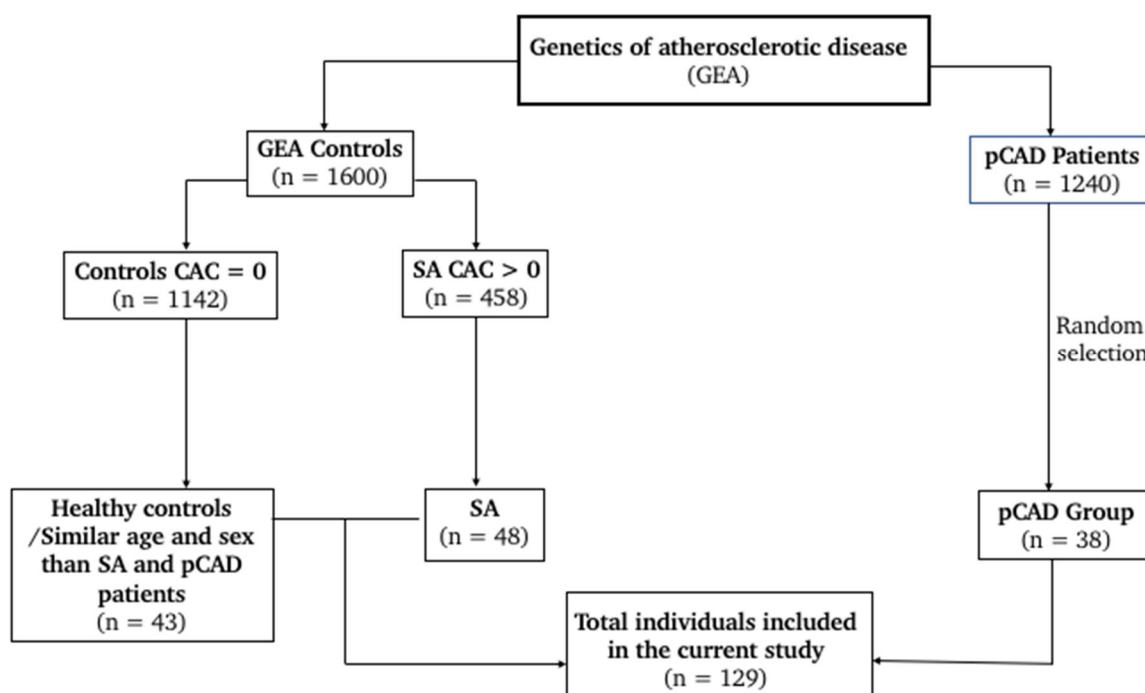 Genetics of atherosclerotic disease
(GEA)
GEA Controls
(n = 1600)
pCAD Patients
(n = 1240)
Controls CAC = 0
(n = 1142)
SA CAC > 0
(n = 458)
Random
selection
Healthy controls
/Similar age and sex
than SA and pCAD
patients
(n = 43)
SA
(n = 48)
pCAD Group
(n = 38)
Total individuals included
in the current study
(n = 129)